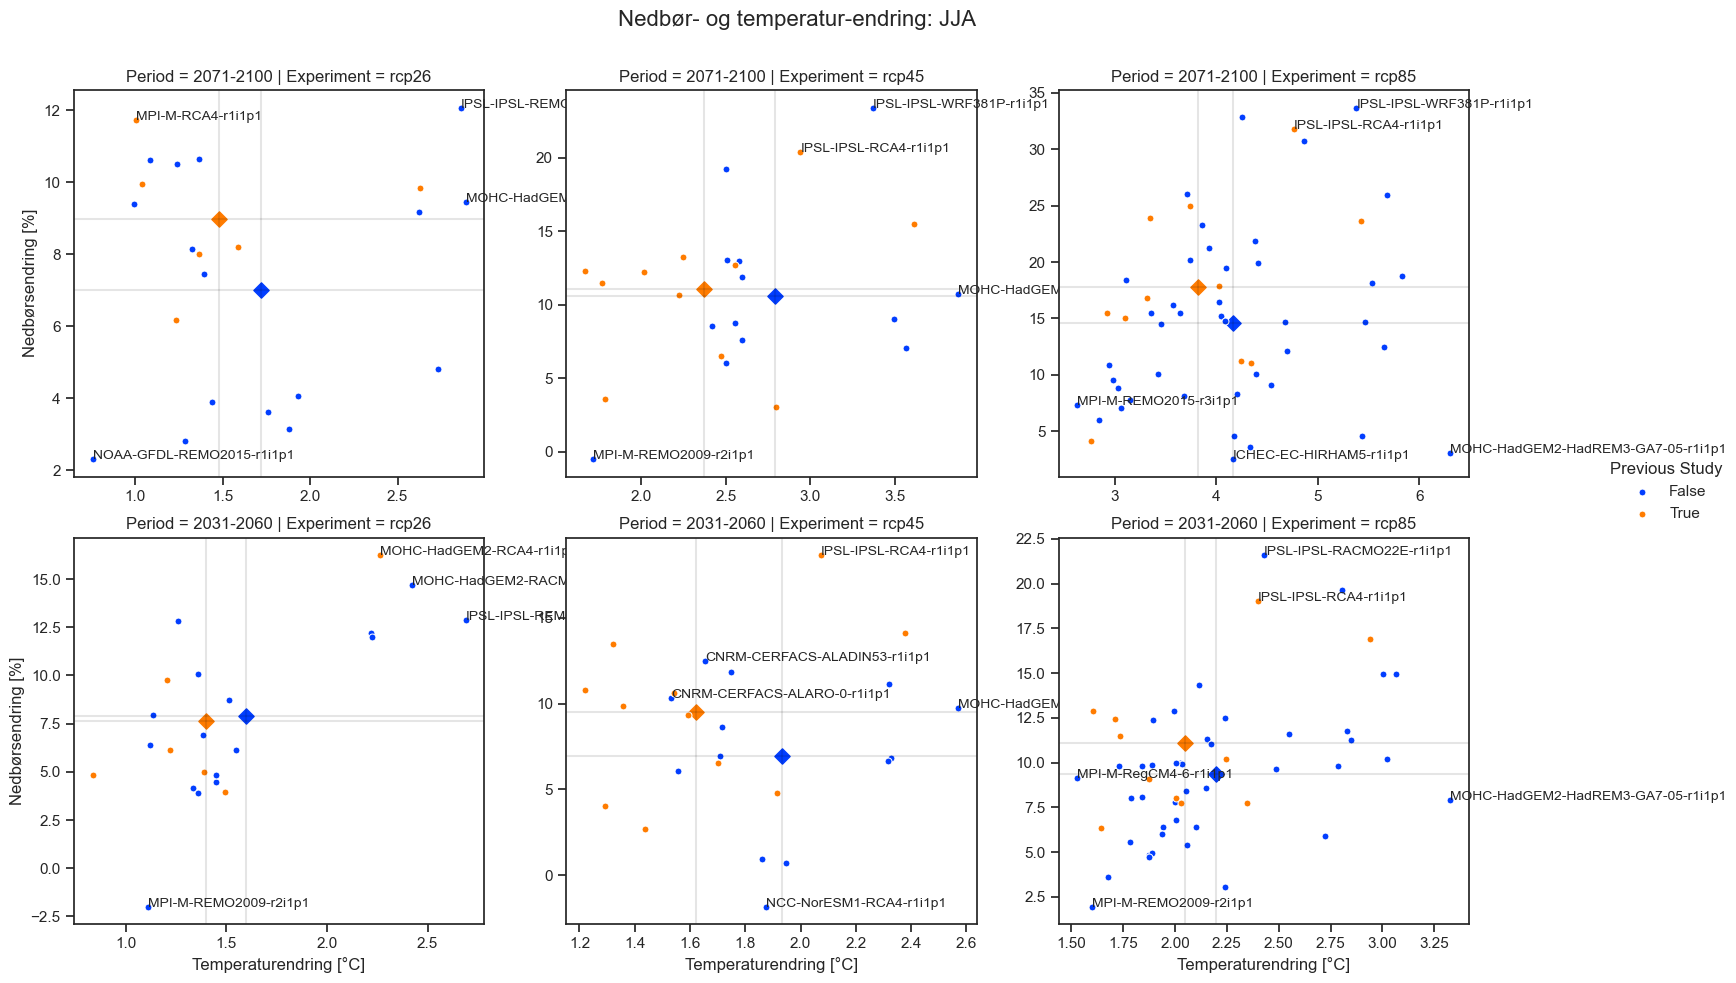 Nedbør- og temperatur-endring: JJA
Period = 2071-2100 | Experiment = rcp26
Period = 2071-2100 | Experiment = rcp45
Period = 2071-2100 | Experiment = rcp85
Nedbørsendring [%]
12
10
8
6
4
2
1.0
1.5
2.0
2.5
IPSL-IPSL-REMO
MPI-M-RCA4-r1i1p1
MOHC-HadGEM
NOAA-GFDL-REMO2015-r1i1p1
20
15
10
5
0
2.0
2.5
3.0
3.5
IPSL-IPSL-WRF381P-r1i1p1
IPSL-IPSL-RCA4-r1i1p1
MOHC-HadGEM
MPI-M-REMO2009-r2i1p1
35
30
25
20
15
10
5
3
4
5
6
IPSL-IPSL-WRF381P-r1i1p1
IPSL-IPSL-RCA4-r1i1p1
MPI-M-REMO2015-r3i1p1
MOHC-HadGEM2-HadREM3-GA7-05-r1i1p1
ICHEC-EC-HIRHAM5-r1i1p1
Previous Study
False
True
Period = 2031-2060 | Experiment = rcp26
Period = 2031-2060 | Experiment = rcp45
Period = 2031-2060 | Experiment = rcp85
Nedbørsendring [%]
15.0
12.5
10.0
7.5
5.0
2.5
0.0
−2.5
1.0
1.5
2.0
2.5
Temperaturendring [°C]
MOHC-HadGEM2-RCA4-r1i1p
MOHC-HadGEM2-RACM
IPSL-IPSL-REM
MPI-M-REMO2009-r2i1p1
15
10
5
0
1.2
1.4
1.6
1.8
2.0
2.2
2.4
2.6
Temperaturendring [°C]
IPSL-IPSL-RCA4-r1i1p1
CNRM-CERFACS-ALADIN53-r1i1p1
CNRM-CERFACS-ALARO-0-r1i1p1
MOHC-HadGEM
NCC-NorESM1-RCA4-r1i1p1
22.5
20.0
17.5
15.0
12.5
10.0
7.5
5.0
2.5
1.50
1.75
2.00
2.25
2.50
2.75
3.00
3.25
Temperaturendring [°C]
IPSL-IPSL-RACMO22E-r1i1p1
IPSL-IPSL-RCA4-r1i1p1
MPI-M-RegCM4-6-r1i1p1
MOHC-HadGEM2-HadREM3-GA7-05-r1i1p1
MPI-M-REMO2009-r2i1p1